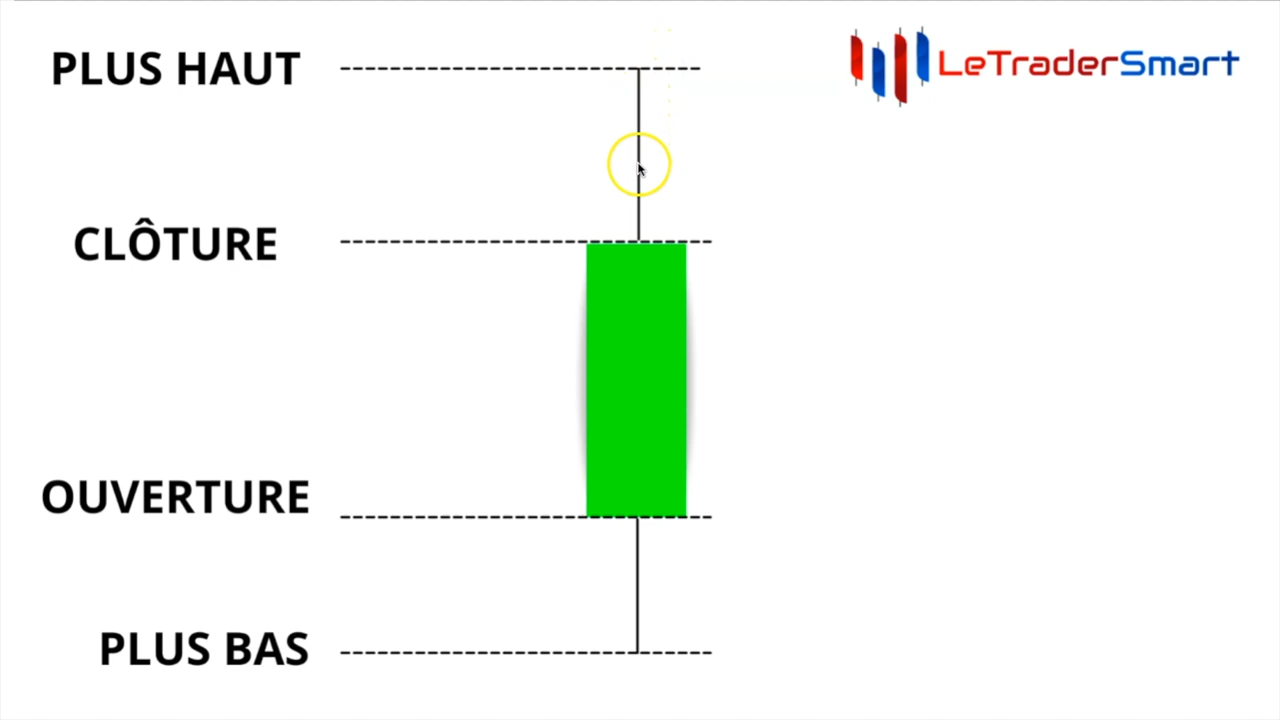 PLUS HAUT
LeTraderSmart
CLÔTURE
OUVERTURE
PLUS BAS